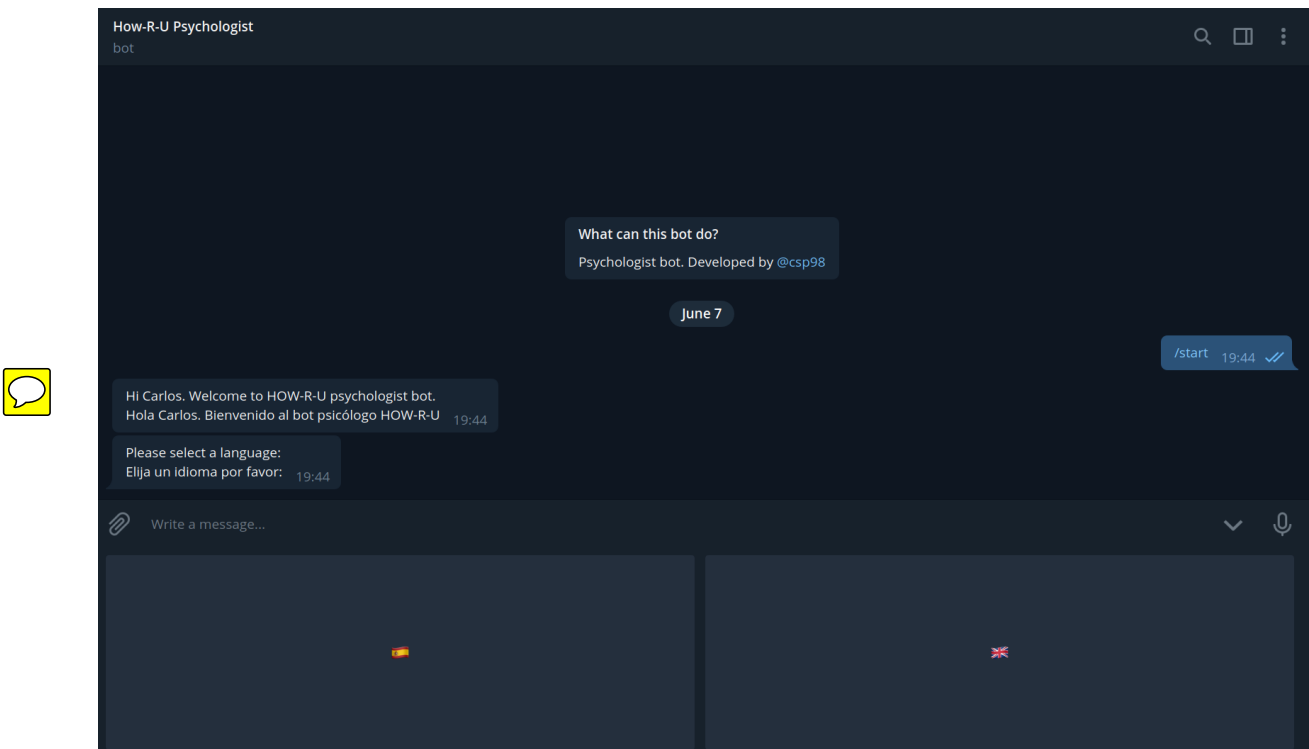 How-R-U Psychologist
bot
What can this bot do?
Psychologist bot. Developed by @csp98
June 7
/start 19:44
Hi Carlos. Welcome to HOW-R-U psychologist bot.
Hola Carlos. Bienvenido al bot psicólogo HOW-R-U 19:44
Please select a language:
Elija un idioma por favor: 19:44
Write a message...